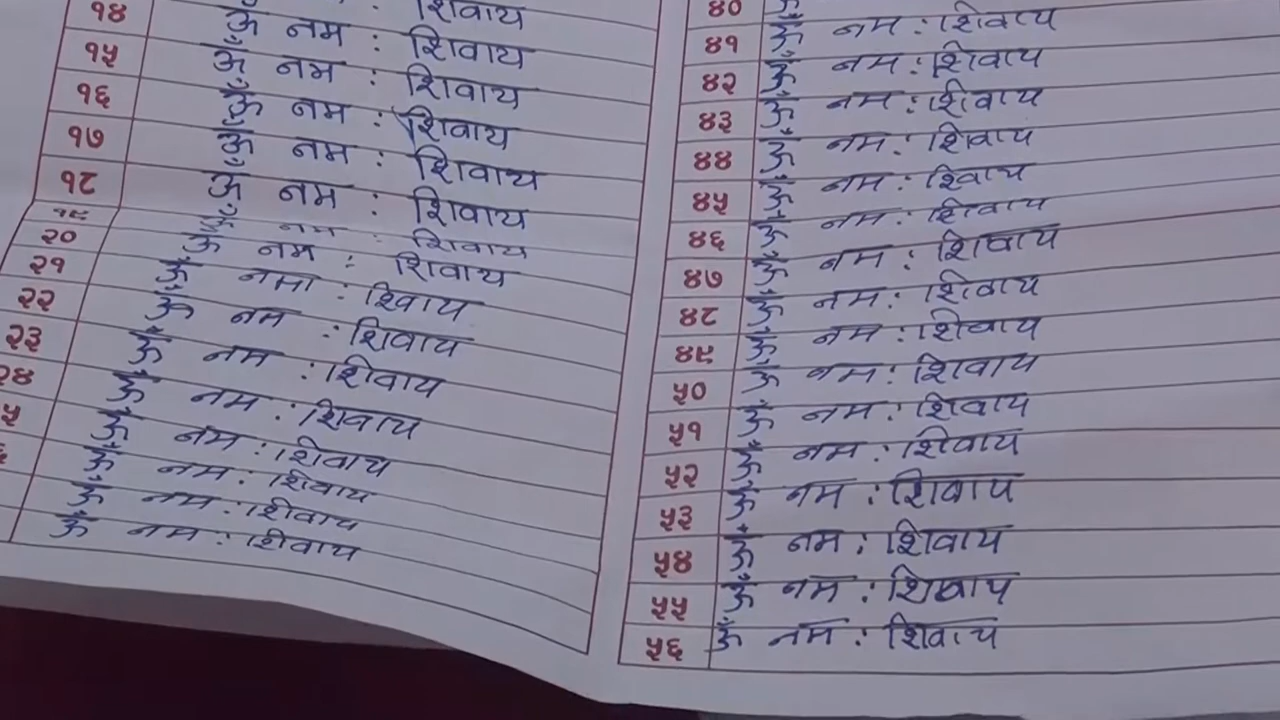 शिवाय
१४ ॐ नम : शिवाय
१५ ॐ नम : शिवाय
१६ ॐ नम : शिवाय
१७ ॐ नम : शिवाय
१८ ॐ नम : शिवाय
१९ ॐ नम : शिवाय
२० ॐ नम : शिवाय
२१ ॐ नमा : शिवाय
२२ ॐ नम : शिवाय
२३ ॐ नम : शिवाय
२४ ॐ नम : शिवाय
५ ॐ नम : शिवाय
ॐ नम : शिवाय
ॐ नम : शिवाय
ॐ नम : शिवाय
४०
४१ ॐ नम : शिवाय
४२ ॐ नम : शिवाय
४३ ॐ नम : शिवाय
४४ ॐ नम : शिवाय
४५ ॐ नम : शिवाय
४६ ॐ नम : शिवाय
४७ ॐ नम : शिवाय
४८ ॐ नम : शिवाय
४९ ॐ नम : शिवाय
५० ॐ नम : शिवाय
५१ ॐ नम : शिवाय
५२ ॐ नम : शिवाय
५३ ॐ नम : शिवाय
५४ ॐ नम : शिवाय
५५ ॐ नम : शिवाय
५६ ॐ नम : शिवाय